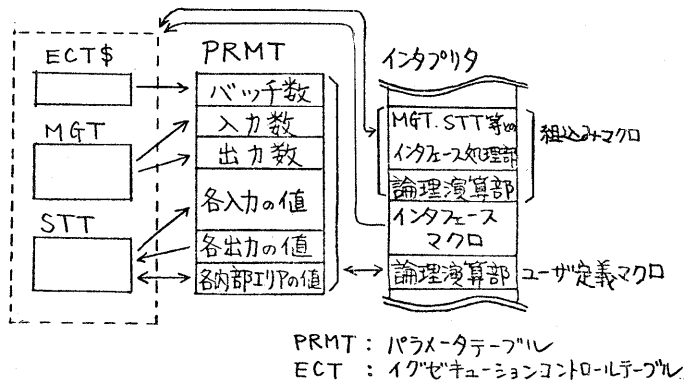 ECT$
MGT
STT
PRMT
バッチ数
入力数
出力数
各入力の値
各出力の値
各内部エリアの値
インタプリタ
MGT.STT等との
インタフェース処理部
論理演算部
組込みマクロ
インタフェース
マクロ
論理演算部
ユーザ定義マクロ
PRMT : パラメータテーブル
ECT : イグゼキューションコントロールテーブル